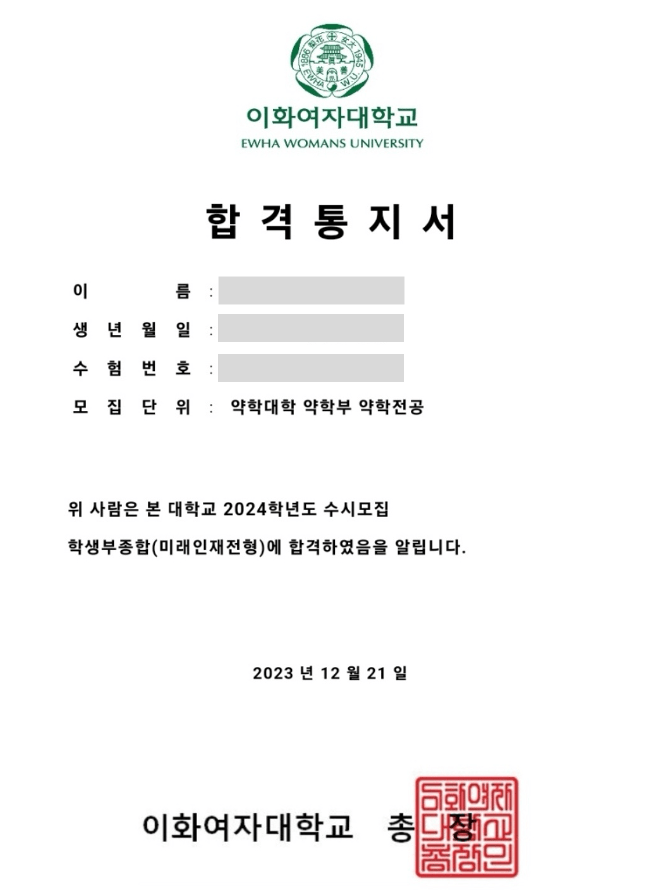 1886 梨花 女大 1945
眞 善 美
EWHA W.U.
이화여자대학교
EWHA WOMANS UNIVERSITY
합격통지서
이 름 :
생 년 월 일 :
수 험 번 호 :
모 집 단 위 : 약학대학 약학부 약학전공
위 사람은 본 대학교 2024학년도 수시모집
학생부종합(미래인재전형)에 합격하였음을 알립니다.
2023 년 12 월 21 일
이화여자대학교 총 장
이화여자
대학교
총장